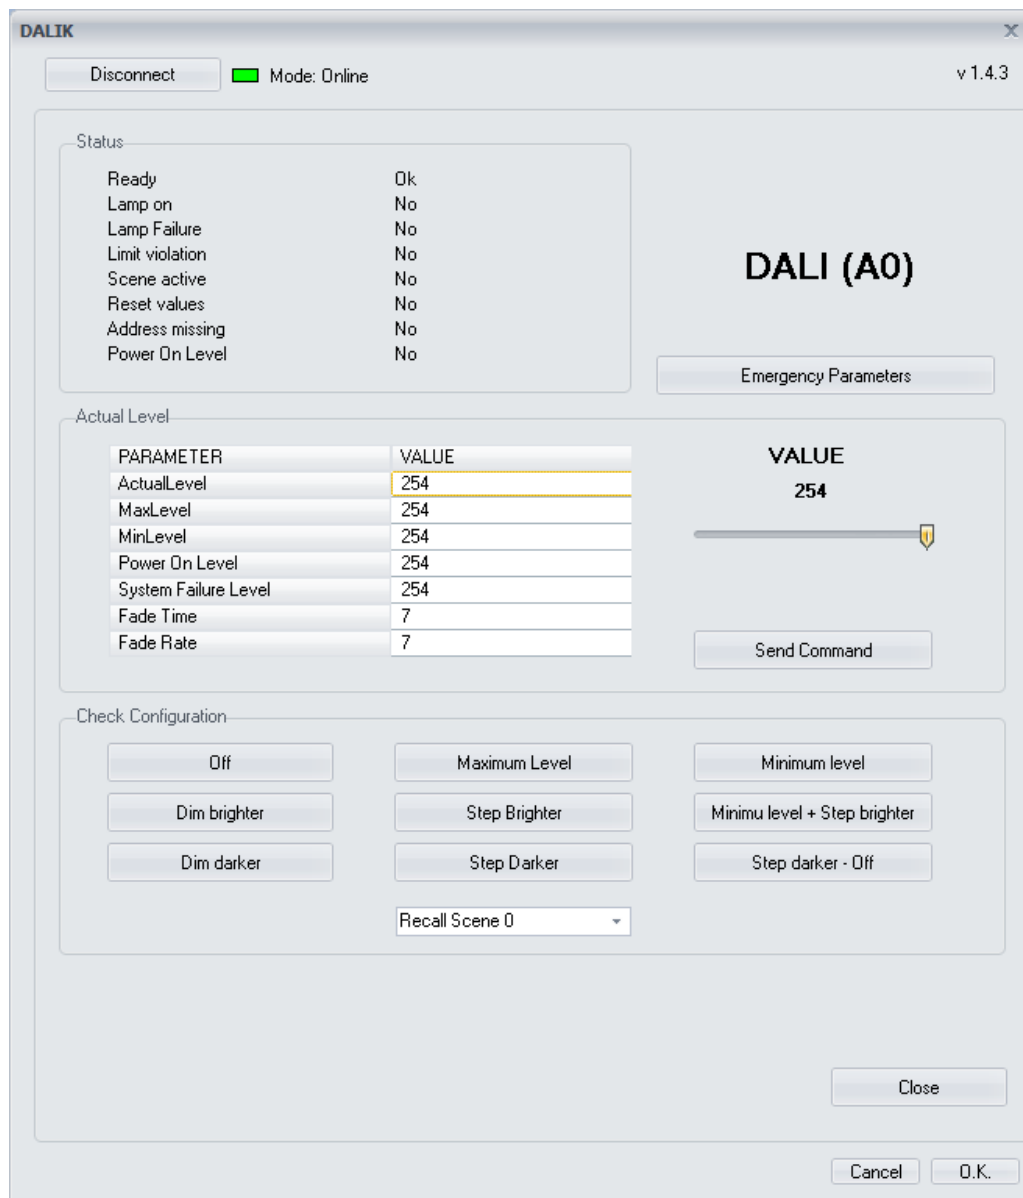 DALIK
x
Disconnect Mode: Online v 1.4.3
Status
Ready Ok
Lamp on No
Lamp Failure No
Limit violation No
Scene active No
Reset values No
Address missing No
Power On Level No
DALI (A0)
Emergency Parameters
Actual Level
PARAMETER VALUE
ActualLevel 254
MaxLevel 254
MinLevel 254
Power On Level 254
System Failure Level 254
Fade Time 7
Fade Rate 7
VALUE
254
Send Command
Check Configuration
Off Maximum Level Minimum level
Dim brighter Step Brighter Minimu level + Step brighter
Dim darker Step Darker Step darker - Off
Recall Scene 0
Close
Cancel O.K.